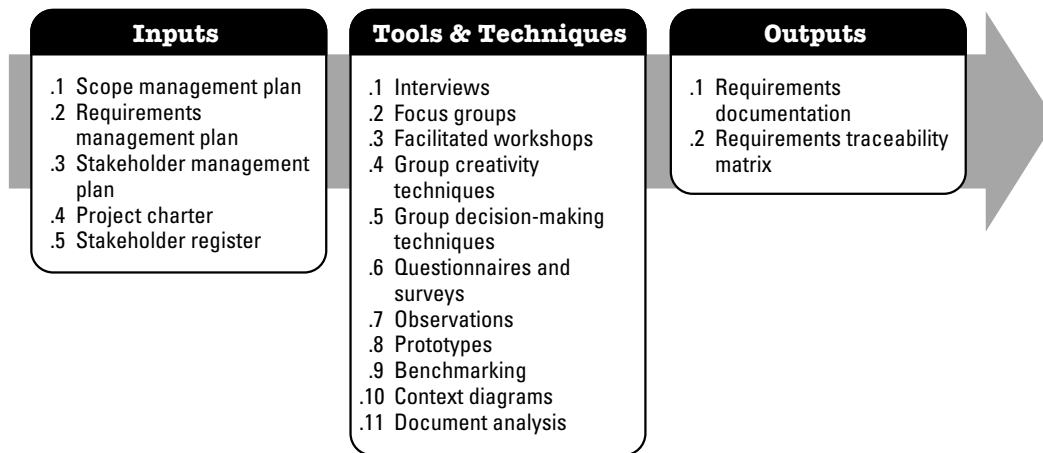 Inputs
.1 Scope management plan
.2 Requirements
management plan
.3 Stakeholder management
plan
.4 Project charter
.5 Stakeholder register
Tools & Techniques
.1 Interviews
.2 Focus groups
.3 Facilitated workshops
.4 Group creativity
techniques
.5 Group decision-making
techniques
.6 Questionnaires and
surveys
.7 Observations
.8 Prototypes
.9 Benchmarking
.10 Context diagrams
.11 Document analysis
Outputs
.1 Requirements
documentation
.2 Requirements traceability
matrix